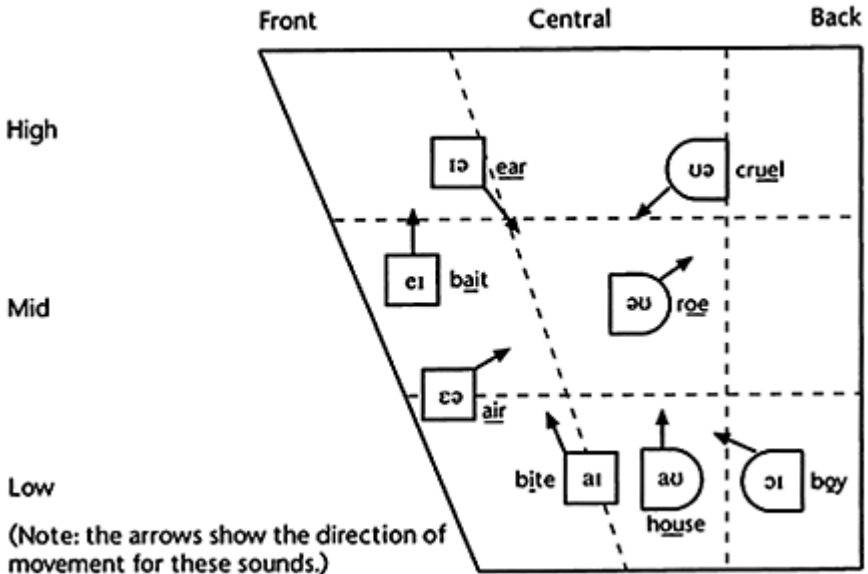 Front Central Back
High
ɪə ear
ʊə cruel
eɪ bait
Mid
əʊ roe
ɛə air
bite aɪ
aʊ
ɔɪ boy
Low
house
(Note: the arrows show the direction of
movement for these sounds.)